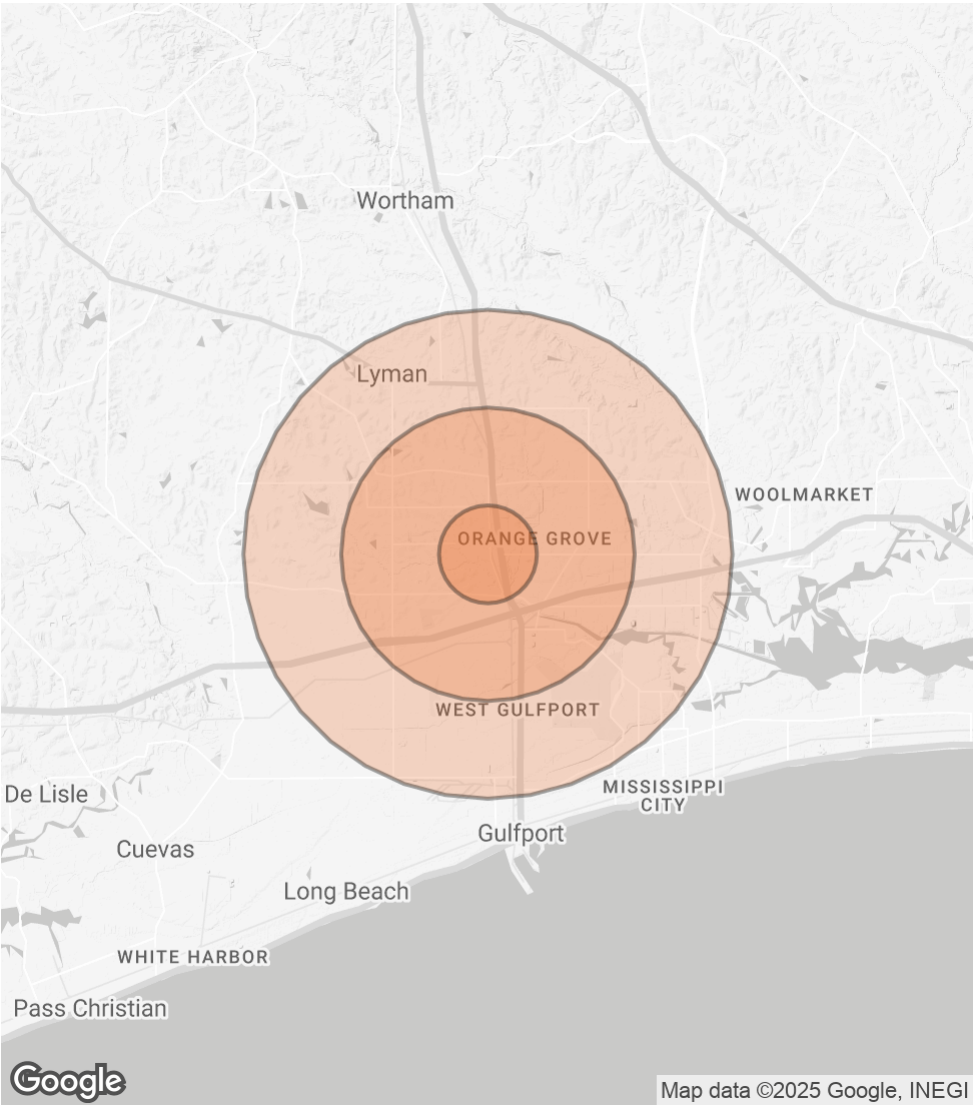 Wortham
Lyman
WOOLMARKET
ORANGE GROVE
WEST GULFPORT
De Lisle
MISSISSIPPI
CITY
Gulfport
Cuevas
Long Beach
WHITE HARBOR
Pass Christian
Google
Map data ©2025 Google, INEGI